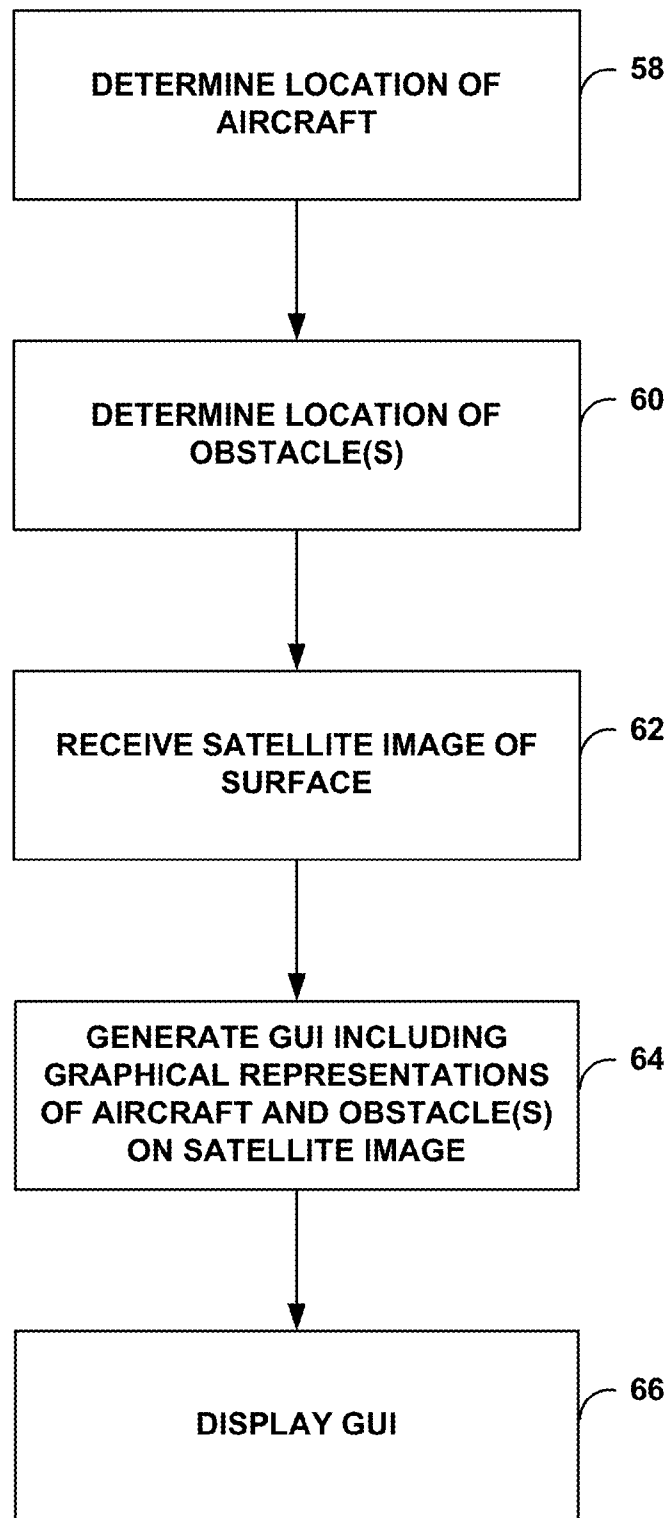 DETERMINE LOCATION OF
AIRCRAFT
58
DETERMINE LOCATION OF
OBSTACLE(S)
60
RECEIVE SATELLITE IMAGE OF
SURFACE
62
GENERATE GUI INCLUDING
GRAPHICAL REPRESENTATIONS
OF AIRCRAFT AND OBSTACLE(S)
ON SATELLITE IMAGE
64
DISPLAY GUI
66